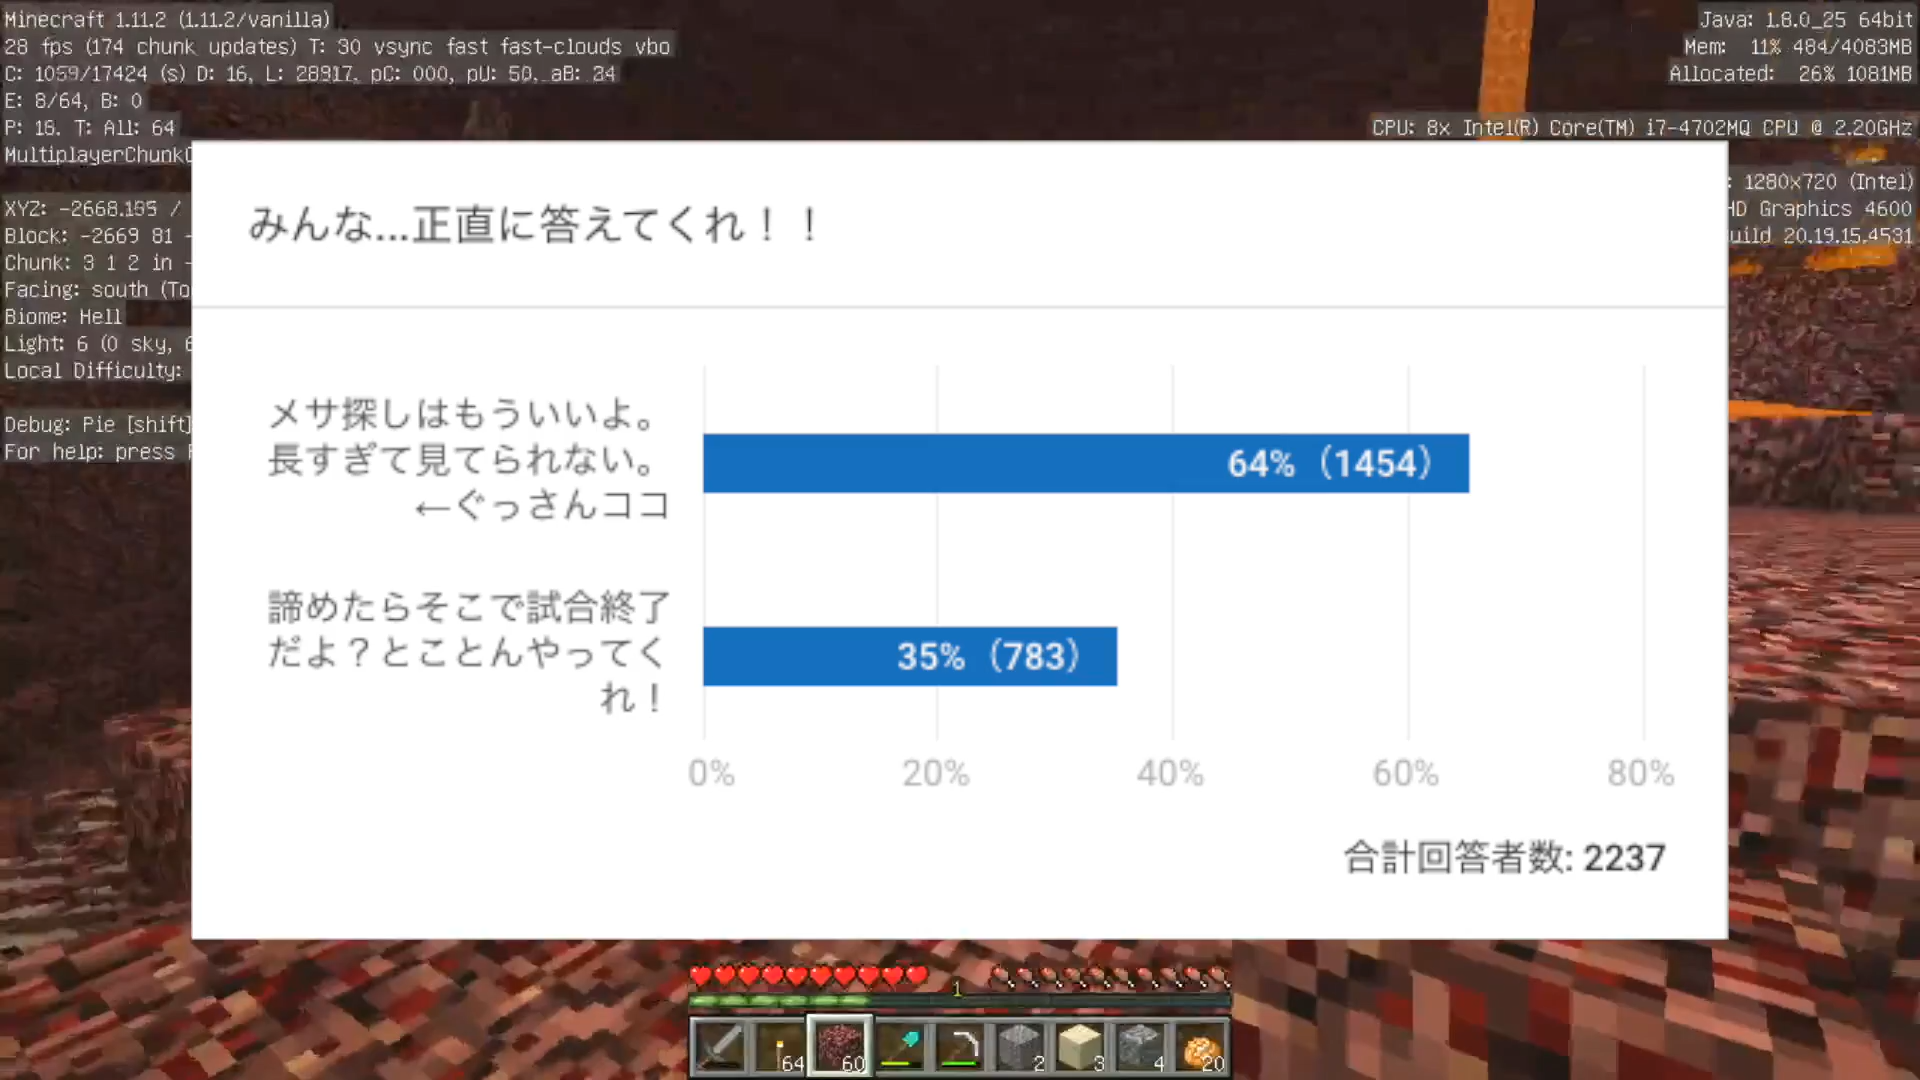 Minecraft 1.11.2 (1.11.2/vanilla)
28 fps (174 chunk updates) T: 30 vsync fast fast-clouds vbo
C: 1059/17424 (s) D: 16, L: 28917, pC: 000, pU: 50, aB: 34
E: 8/64, B: 0
P: 18. T: All: 64
MultiplayerChunk
XYZ: -2668.195 /
Block: -2669 81 -
Chunk: 3 1 2 in -
Facing: south (To
Biome: Hell
Light: 6 (0 sky, 6
Local Difficulty:
Debug: Pie [shift]
For help: press
Java: 1.8.0_25 64bit
Mem: 11% 484/4083MB
Allocated: 26% 1081MB
CPU: 8x Intel(R) Core(TM) i7-4702MQ CPU @ 2.20GHz
: 1280x720 (Intel)
HD Graphics 4600
uild 20.19.15.4531
みんな...正直に答えてくれ！！
メサ探しはもういいよ。
長すぎて見てられない。
←ぐっさんココ
64%（1454）
諦めたらそこで試合終了
だよ？とことんやってく
れ！
35%（783）
0% 20% 40% 60% 80%
合計回答者数: 2237
1
64 60 2 3 4 20